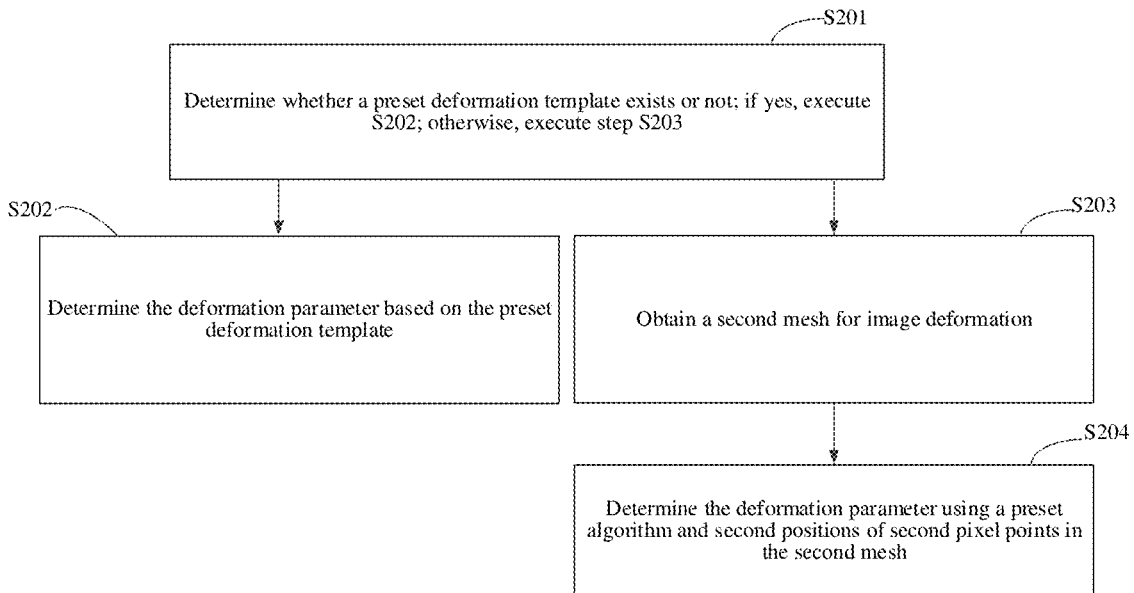 S201
Determine whether a preset deformation template exists or not; if yes, execute
S202; otherwise, execute step S203
S202
Determine the deformation parameter based on the preset
deformation template
S203
Obtain a second mesh for image deformation
S204
Determine the deformation parameter using a preset
algorithm and second positions of second pixel points in
the second mesh